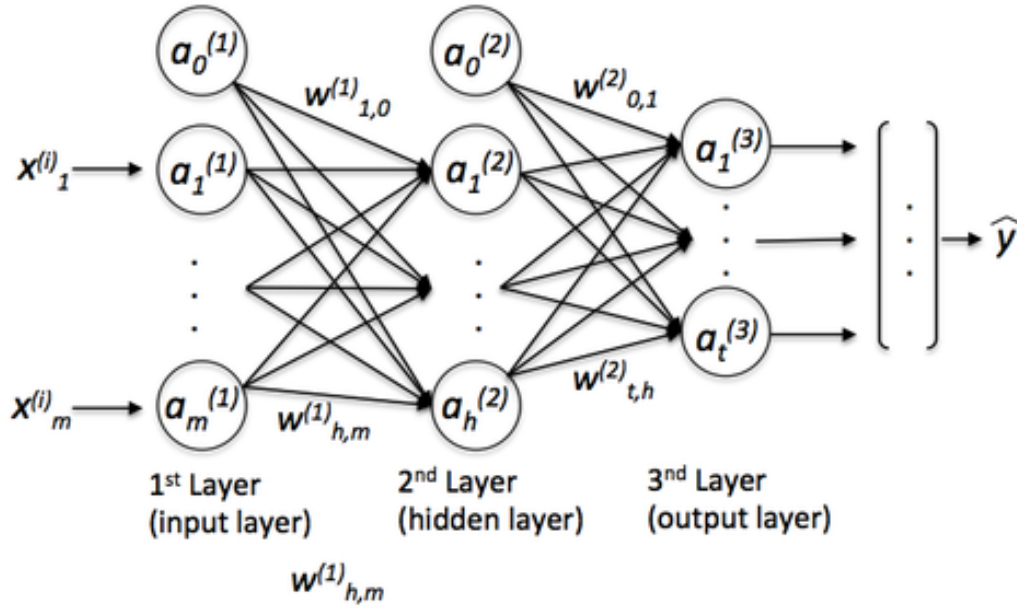 a₀⁽¹⁾ a₀⁽²⁾
w⁽¹⁾₁,₀ w⁽²⁾₀,₁
x⁽ⁱ⁾₁ a₁⁽¹⁾ a₁⁽²⁾ a₁⁽³⁾
ŷ
aₜ⁽³⁾
x⁽ⁱ⁾ₘ aₘ⁽¹⁾ w⁽¹⁾ₕ,ₘ aₕ⁽²⁾ w⁽²⁾ₜ,ₕ
1ˢᵗ Layer 2ⁿᵈ Layer 3ⁿᵈ Layer
(input layer) (hidden layer) (output layer)
w⁽¹⁾ₕ,ₘ